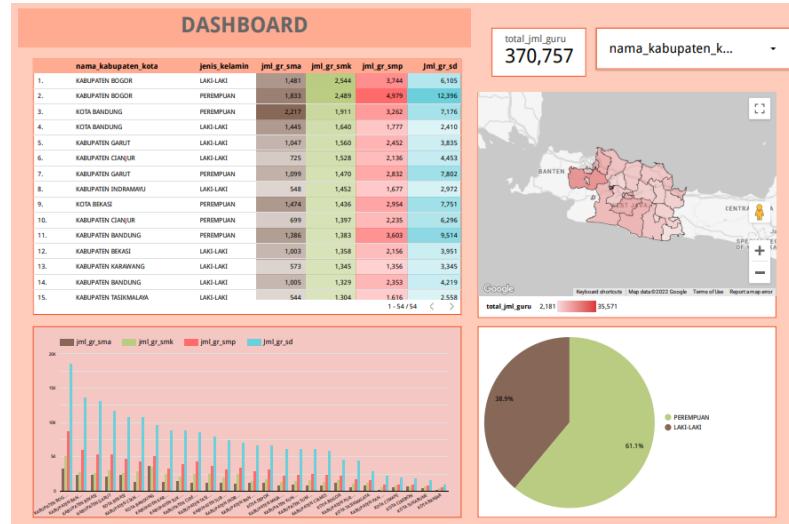 DASHBOARD
total_jml_guru
370,757
nama_kabupaten_k...
nama_kabupaten_kota jenis_kelamin jml_gr_sma jml_gr_smk jml_gr_smp Jml_gr_sd
1. KABUPATEN BOGOR LAKI-LAKI 1,481 2,544 3,744 6,105
2. KABUPATEN BOGOR PEREMPUAN 1,833 2,489 4,979 12,396
3. KOTA BANDUNG PEREMPUAN 2,217 1,911 3,262 7,176
4. KOTA BANDUNG LAKI-LAKI 1,445 1,640 1,777 2,410
5. KABUPATEN GARUT LAKI-LAKI 1,047 1,560 2,452 3,835
6. KABUPATEN CIANJUR LAKI-LAKI 725 1,528 2,136 4,453
7. KABUPATEN GARUT PEREMPUAN 1,099 1,470 2,832 7,802
8. KABUPATEN INDRAMAYU LAKI-LAKI 548 1,452 1,677 2,972
9. KOTA BEKASI PEREMPUAN 1,474 1,436 2,954 7,751
10. KABUPATEN CIANJUR PEREMPUAN 699 1,397 2,235 6,296
11. KABUPATEN BANDUNG PEREMPUAN 1,386 1,383 3,603 9,514
12. KABUPATEN BEKASI LAKI-LAKI 1,003 1,358 2,156 3,951
13. KABUPATEN KARAWANG LAKI-LAKI 573 1,345 1,356 3,345
14. KABUPATEN BANDUNG LAKI-LAKI 1,005 1,329 2,353 4,219
15. KABUPATEN TASIKMALAYA LAKI-LAKI 544 1,304 1,616 2,558
1 - 54 / 54
BANTEN
WEST JAVA
CENTRA
Google
Keyboard shortcuts Map data ©2022 Google Terms of Use Report a map error
total_jml_guru 2,181 35,571
jml_gr_sma jml_gr_smk jml_gr_smp Jml_gr_sd
20K
15K
10K
5K
0
38.9%
61.1%
PEREMPUAN
LAKI-LAKI